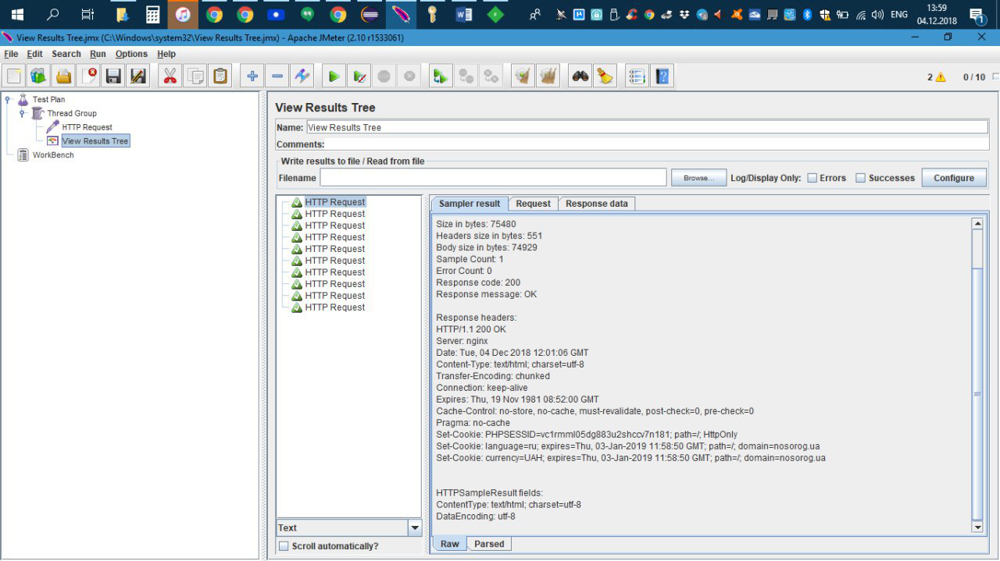 13:59
ENG
04.12.2018
1
View Results Tree.jmx (C:\Windows\system32\View Results Tree.jmx) - Apache JMeter (2.10 r1533061)
File Edit Search Run Options Help
2 0 / 10
Test Plan
Thread Group
HTTP Request
View Results Tree
WorkBench
View Results Tree
Name: View Results Tree
Comments:
Write results to file / Read from file
Filename Browse... Log/Display Only: Errors Successes Configure
HTTP Request
HTTP Request
HTTP Request
HTTP Request
HTTP Request
HTTP Request
HTTP Request
HTTP Request
HTTP Request
HTTP Request
Text
Scroll automatically?
Sampler result Request Response data
Size in bytes: 75480
Headers size in bytes: 551
Body size in bytes: 74929
Sample Count: 1
Error Count: 0
Response code: 200
Response message: OK
Response headers:
HTTP/1.1 200 OK
Server: nginx
Date: Tue, 04 Dec 2018 12:01:06 GMT
Content-Type: text/html; charset=utf-8
Transfer-Encoding: chunked
Connection: keep-alive
Expires: Thu, 19 Nov 1981 08:52:00 GMT
Cache-Control: no-store, no-cache, must-revalidate, post-check=0, pre-check=0
Pragma: no-cache
Set-Cookie: PHPSESSID=vc1rmml05dg883u2shccv7n181; path=/; HttpOnly
Set-Cookie: language=ru; expires=Thu, 03-Jan-2019 11:58:50 GMT; path=/; domain=nosorog.ua
Set-Cookie: currency=UAH; expires=Thu, 03-Jan-2019 11:58:50 GMT; path=/; domain=nosorog.ua
HTTPSampleResult fields:
ContentType: text/html; charset=utf-8
DataEncoding: utf-8
Raw Parsed